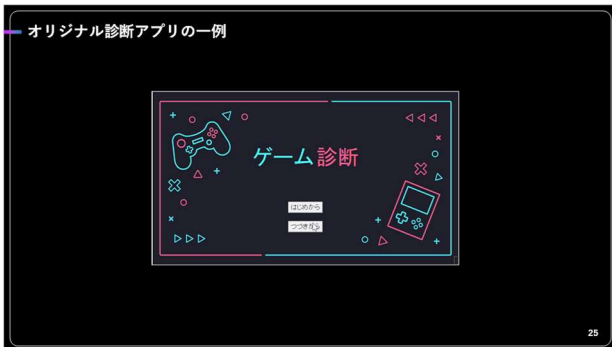 オリジナル診断アプリの一例
ゲーム診断
はじめから
つづきから
25